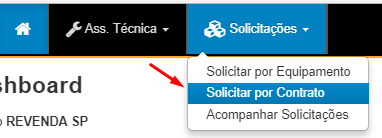 Ass. Técnica
Solicitações
Solicitar por Equipamento
shboard
Solicitar por Contrato
Acompanhar Solicitações
o REVENDA SP